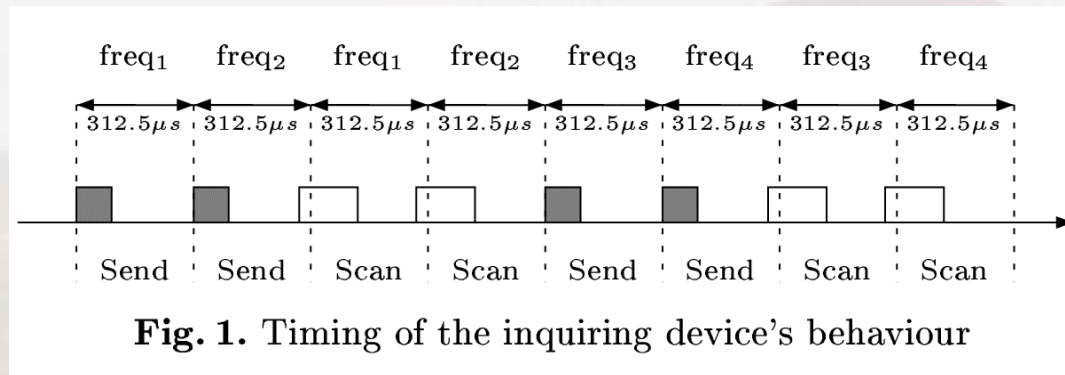 freq₁ freq₂ freq₁ freq₂ freq₃ freq₄ freq₃ freq₄
312.5μs 312.5μs 312.5μs 312.5μs 312.5μs 312.5μs 312.5μs 312.5μs
Send Send Scan Scan Send Send Scan Scan
Fig. 1. Timing of the inquiring device's behaviour